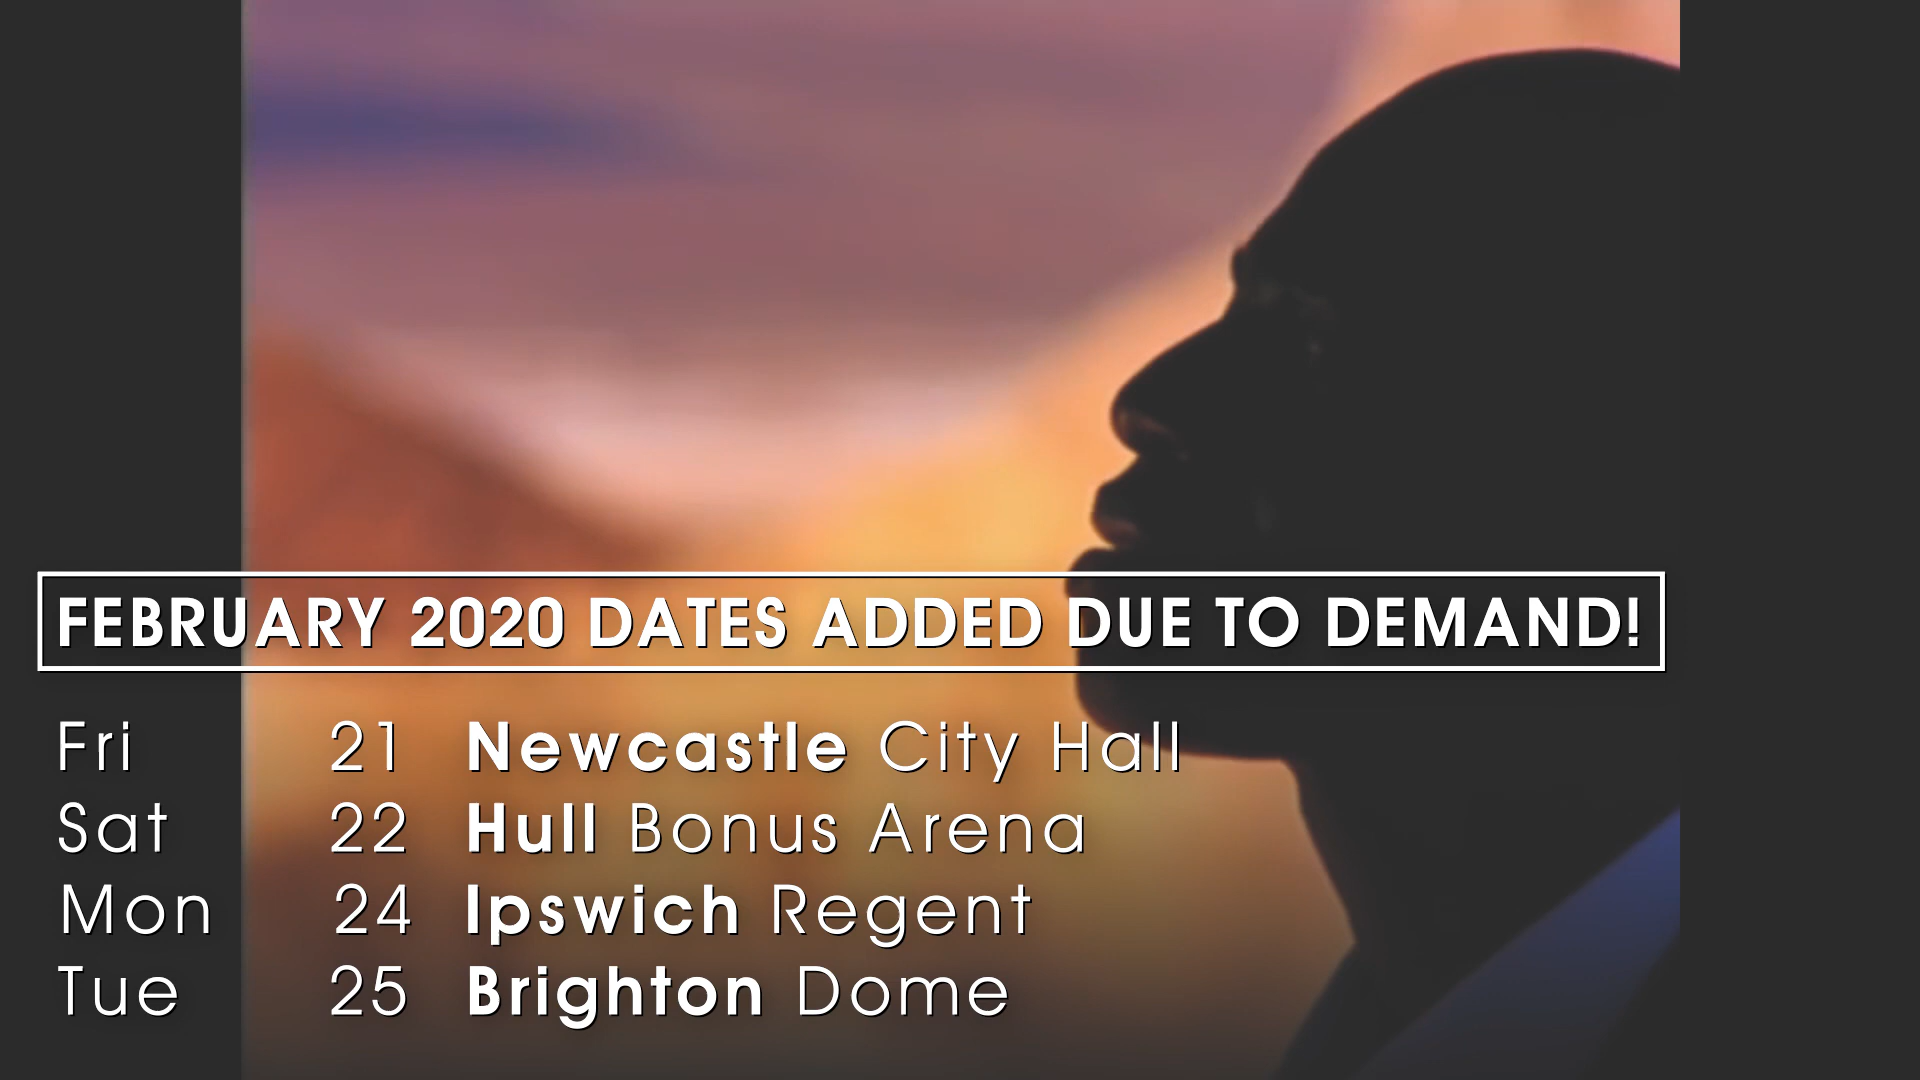 FEBRUARY 2020 DATES ADDED DUE TO DEMAND!
Fri 21 Newcastle City Hall
Sat 22 Hull Bonus Arena
Mon 24 Ipswich Regent
Tue 25 Brighton Dome